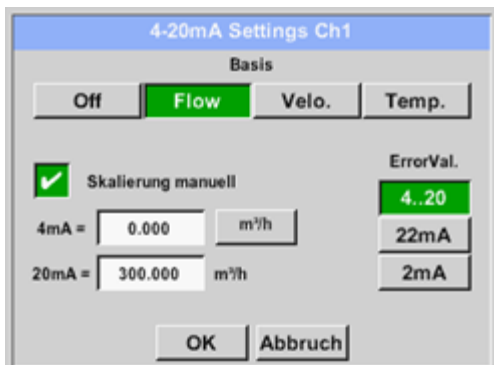 4-20mA Settings Ch1
Basis
Off Flow Velo. Temp.
ErrorVal.
✔ Skalierung manuell
4..20
4mA = 0.000 m³/h
22mA
20mA = 300.000 m³/h
2mA
OK Abbruch